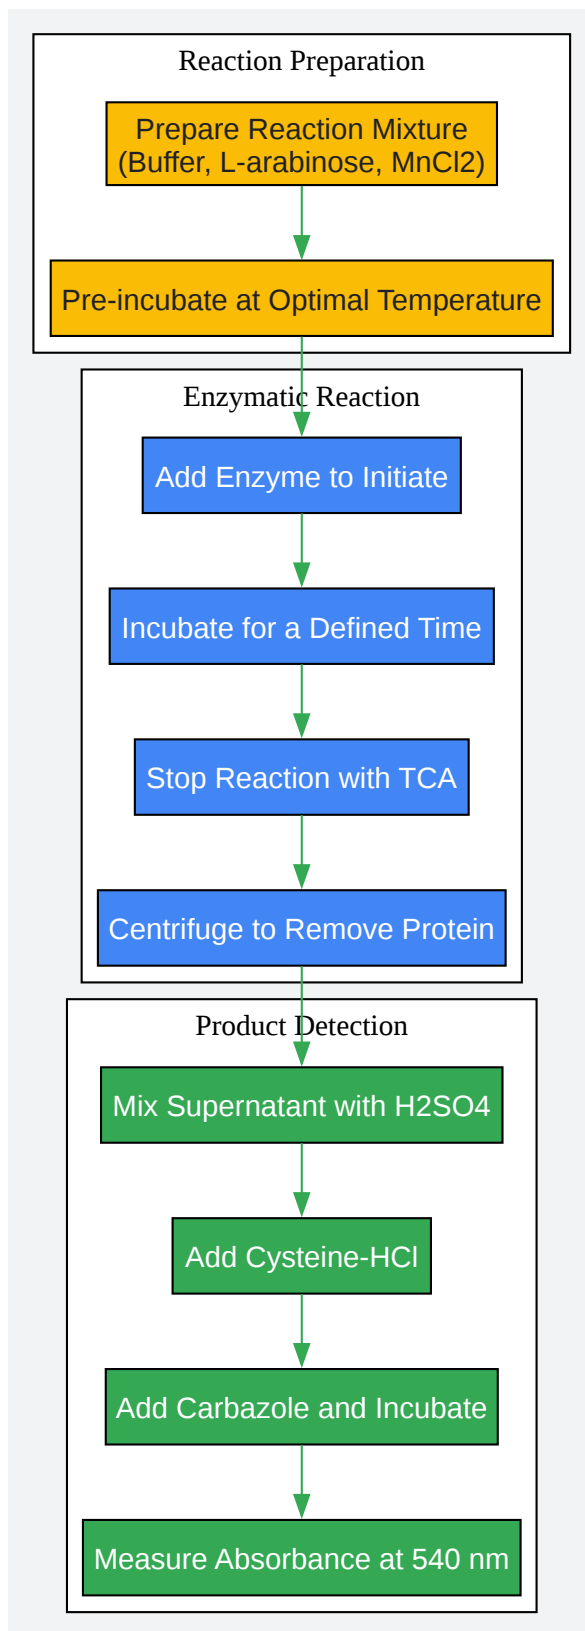 Reaction Preparation
Prepare Reaction Mixture
(Buffer, L-arabinose, MnCl2)
Pre-incubate at Optimal Temperature
Enzymatic Reaction
Add Enzyme to Initiate
Incubate for a Defined Time
Stop Reaction with TCA
Centrifuge to Remove Protein
Product Detection
Mix Supernatant with H2SO4
Add Cysteine-HCl
Add Carbazole and Incubate
Measure Absorbance at 540 nm